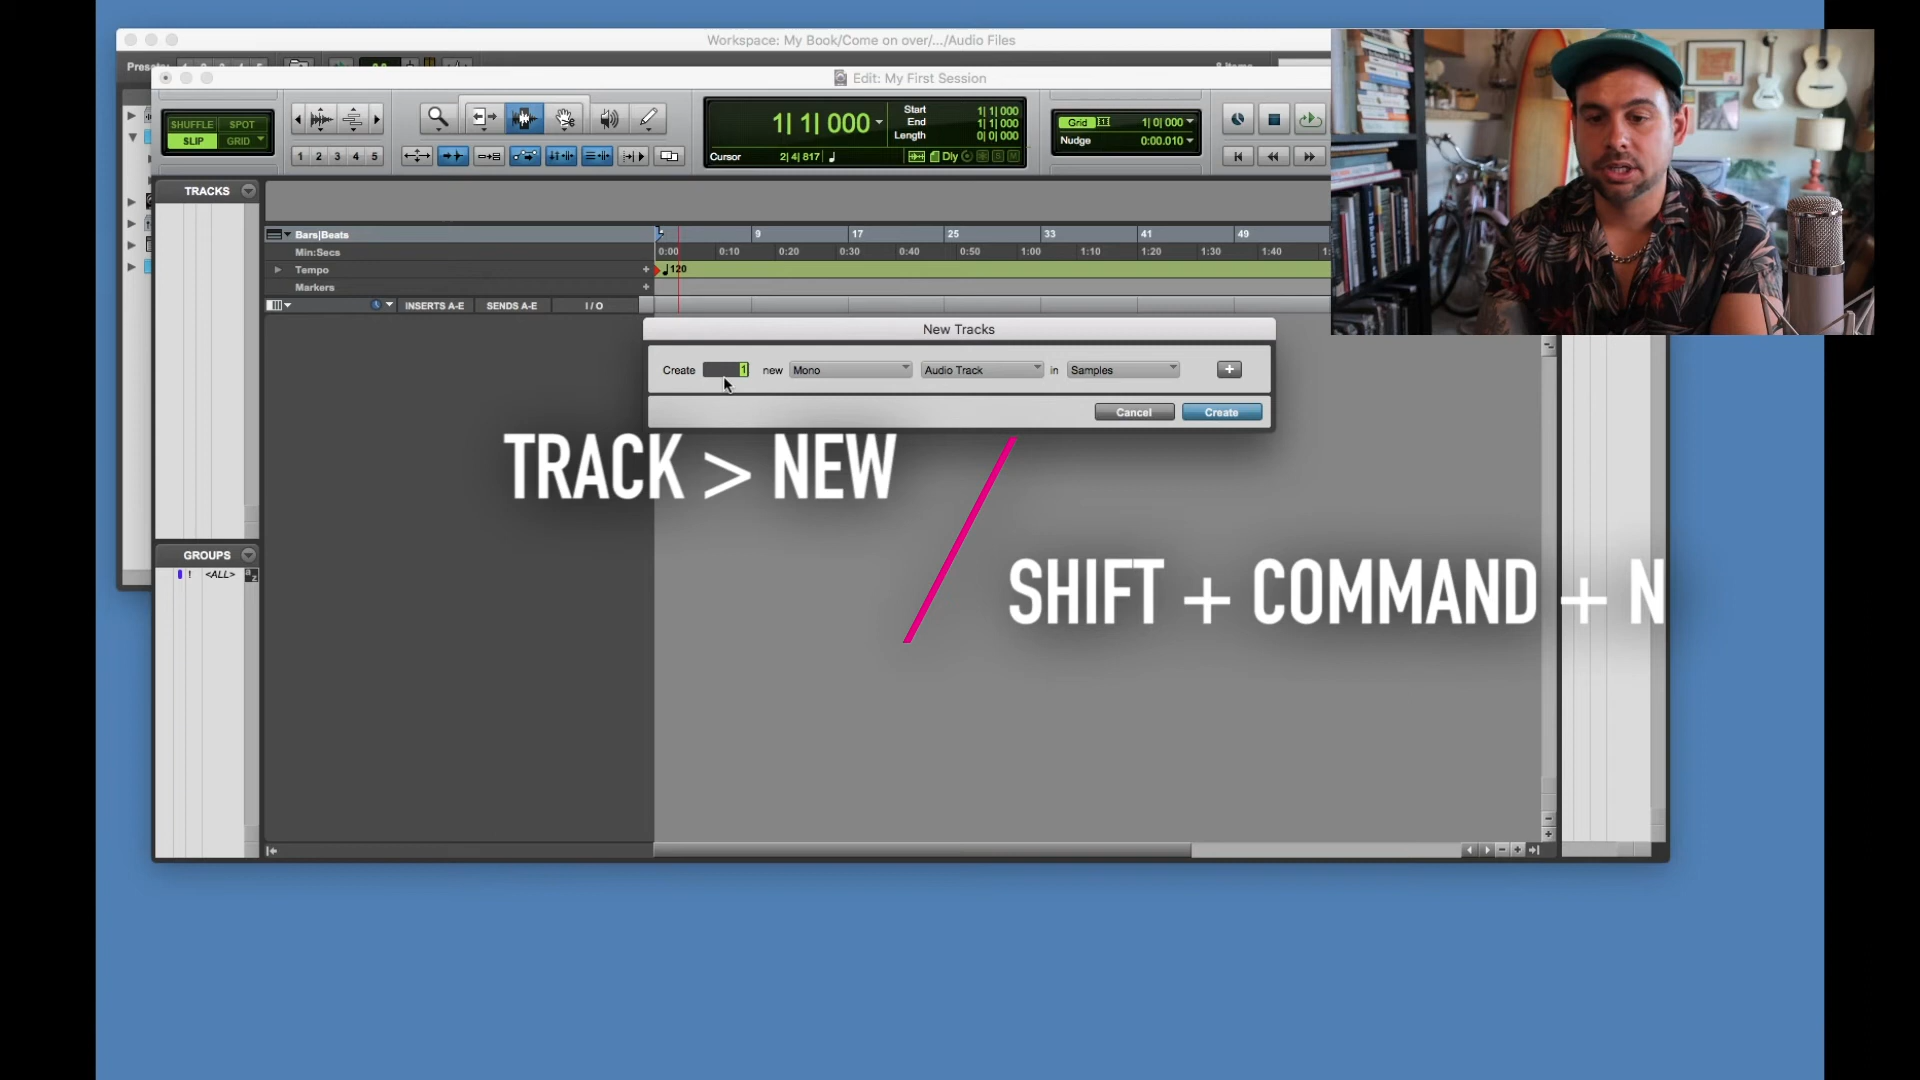 Workspace: My Book/Come on over/.../Audio Files
Edit: My First Session
SHUFFLE SPOT
SLIP GRID
1 2 3 4 5
1| 1| 000
Start 1| 1| 000
End 1| 1| 000
Length 0| 0| 000
Cursor 2| 4| 817
Dly
Grid 1| 0| 000
Nudge 0:00.010
TRACKS
Bars|Beats 9 17 25 33 41 49
Min:Secs 0:00 0:10 0:20 0:30 0:40 0:50 1:00 1:10 1:20 1:30 1:40
Tempo 120
Markers
INSERTS A-E SENDS A-E I / O
New Tracks
Create 1 new Mono Audio Track in Samples +
Cancel Create
TRACK > NEW
SHIFT + COMMAND + N
GROUPS
! <ALL>